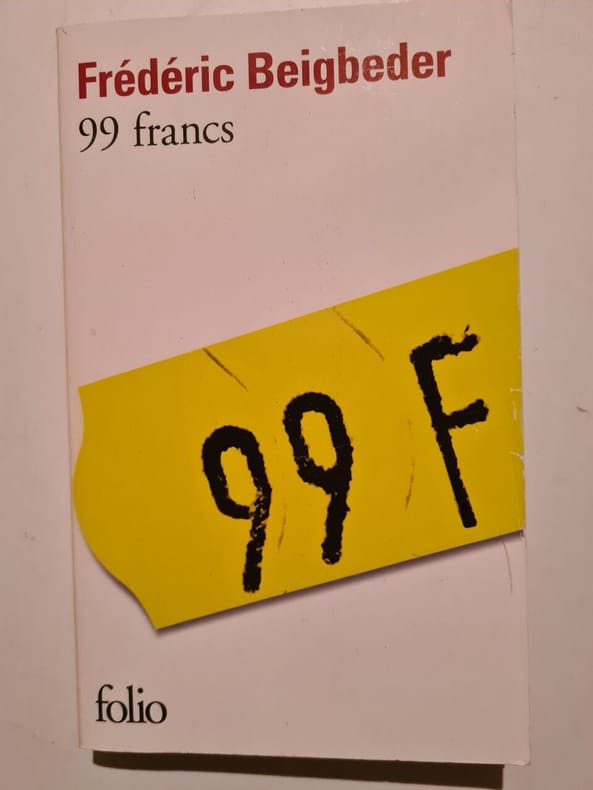 Frédéric Beigbeder
99 francs
99 F
folio